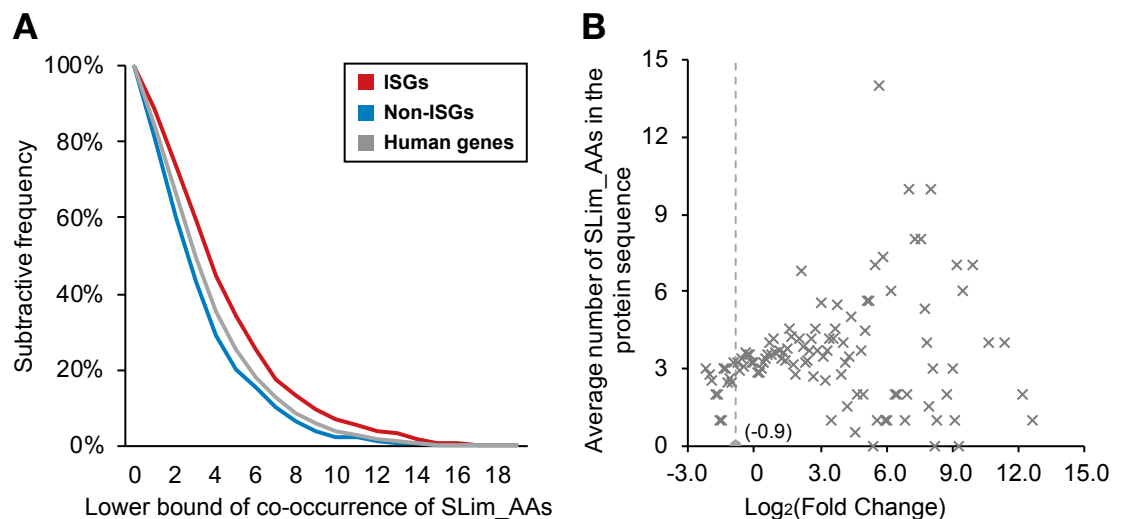 A
100%
80%
60%
40%
20%
0%
Subtractive frequency
ISGs
Non-ISGs
Human genes
0 2 4 6 8 10 12 14 16 18
Lower bound of co-occurrence of SLim_AAs
B
15
12
9
6
3
0
Average number of SLim_AAs in the
protein sequence
(-0.9)
-3.0 0 3.0 6.0 9.0 12.0 15.0
Log2(Fold Change)